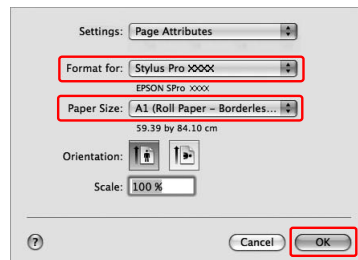 Settings: Page Attributes
Format for: Stylus Pro XXXX
EPSON SPro XXXX
Paper Size: A1 (Roll Paper – Borderles...
59.39 by 84.10 cm
Orientation:
Scale: 100 %
? Cancel OK